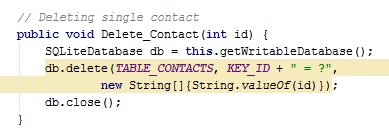 // Deleting single contact
public void Delete_Contact(int id) {
SQLiteDatabase db = this.getWritableDatabase();
db.delete(TABLE_CONTACTS, KEY_ID + " = ?",
new String[]{String.valueOf(id)});
db.close();
}